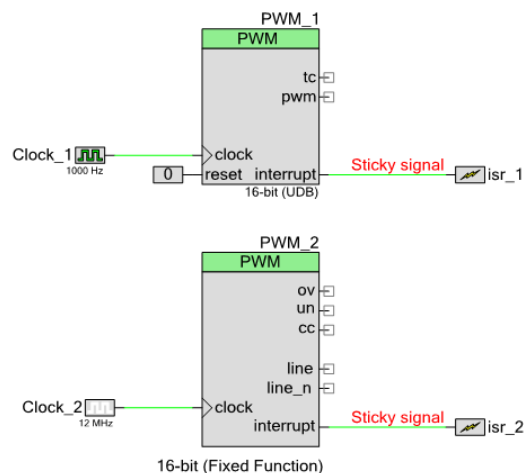 PWM_1
PWM
tc
pwm
Clock_1
1000 Hz
clock
0
reset
interrupt
Sticky signal
isr_1
16-bit (UDB)
PWM_2
PWM
ov
un
cc
line
line_n
Clock_2
12 MHz
clock
interrupt
Sticky signal
isr_2
16-bit (Fixed Function)